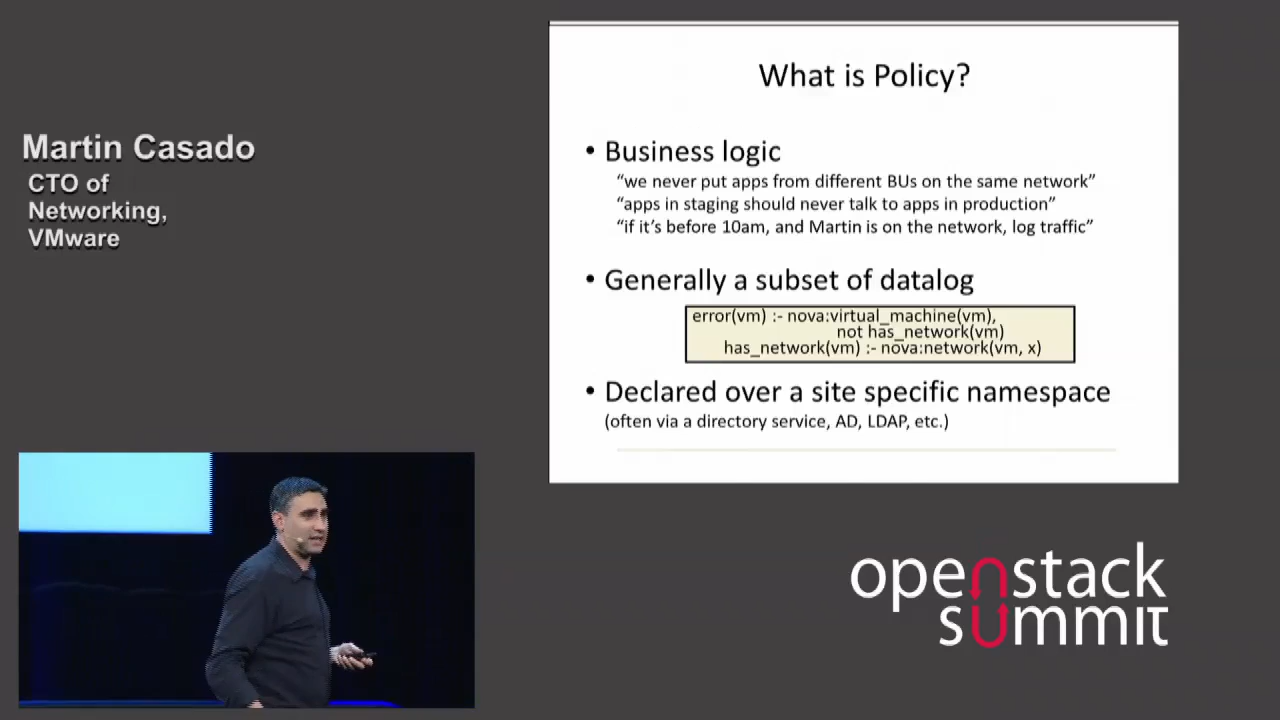 Martin Casado
CTO of
Networking,
VMware
What is Policy?
• Business logic
“we never put apps from different BUs on the same network”
“apps in staging should never talk to apps in production”
“if it’s before 10am, and Martin is on the network, log traffic”
• Generally a subset of datalog
error(vm) :- nova:virtual_machine(vm),
not has_network(vm)
has_network(vm) :- nova:network(vm, x)
• Declared over a site specific namespace
(often via a directory service, AD, LDAP, etc.)
openstack
summit